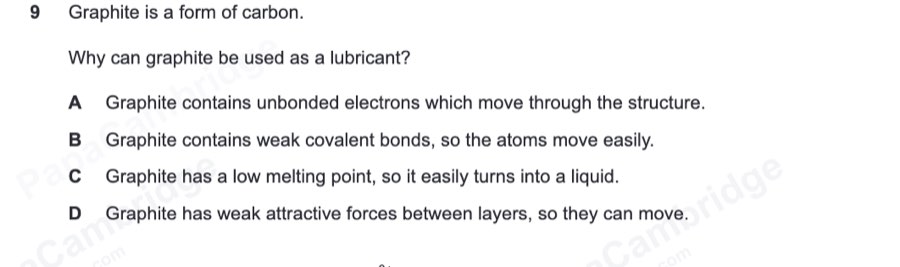 9 Graphite is a form of carbon.
Why can graphite be used as a lubricant?
A Graphite contains unbonded electrons which move through the structure.
B Graphite contains weak covalent bonds, so the atoms move easily.
C Graphite has a low melting point, so it easily turns into a liquid.
D Graphite has weak attractive forces between layers, so they can move.